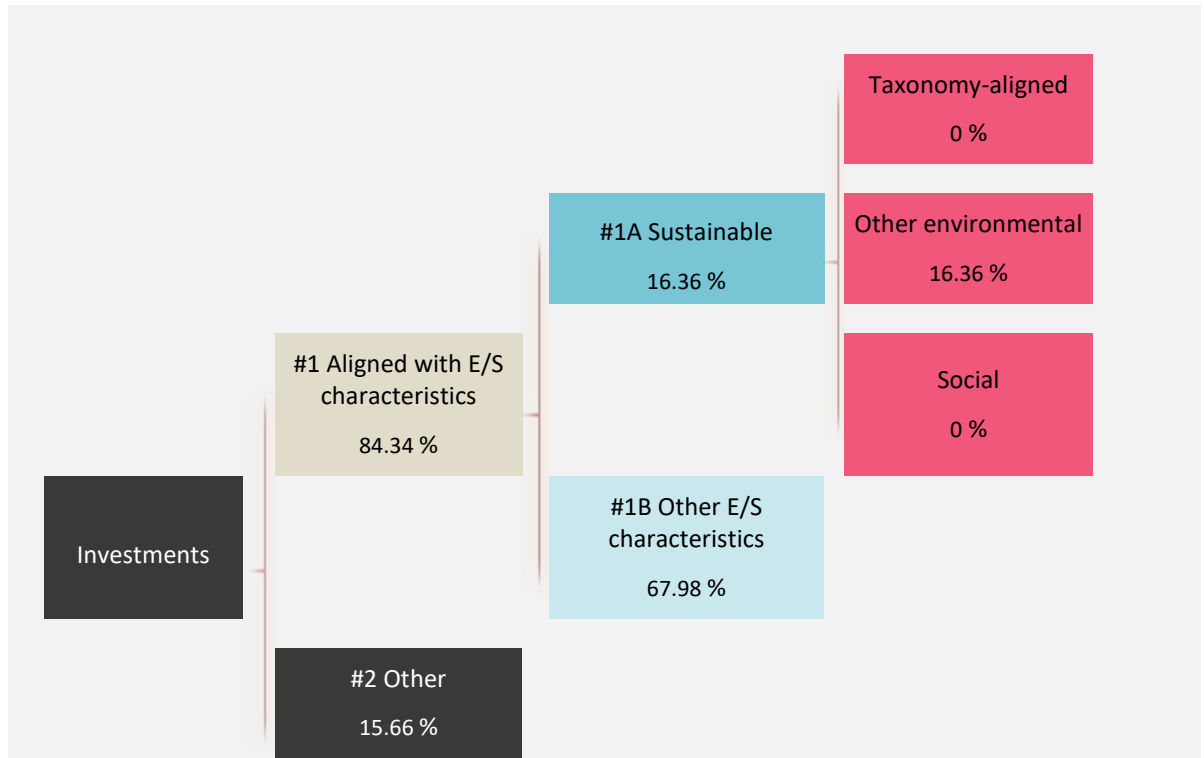 Investments
#1 Aligned with E/S
characteristics
84.34 %
#2 Other
15.66 %
#1A Sustainable
16.36 %
#1B Other E/S
characteristics
67.98 %
Taxonomy-aligned
0 %
Other environmental
16.36 %
Social
0 %